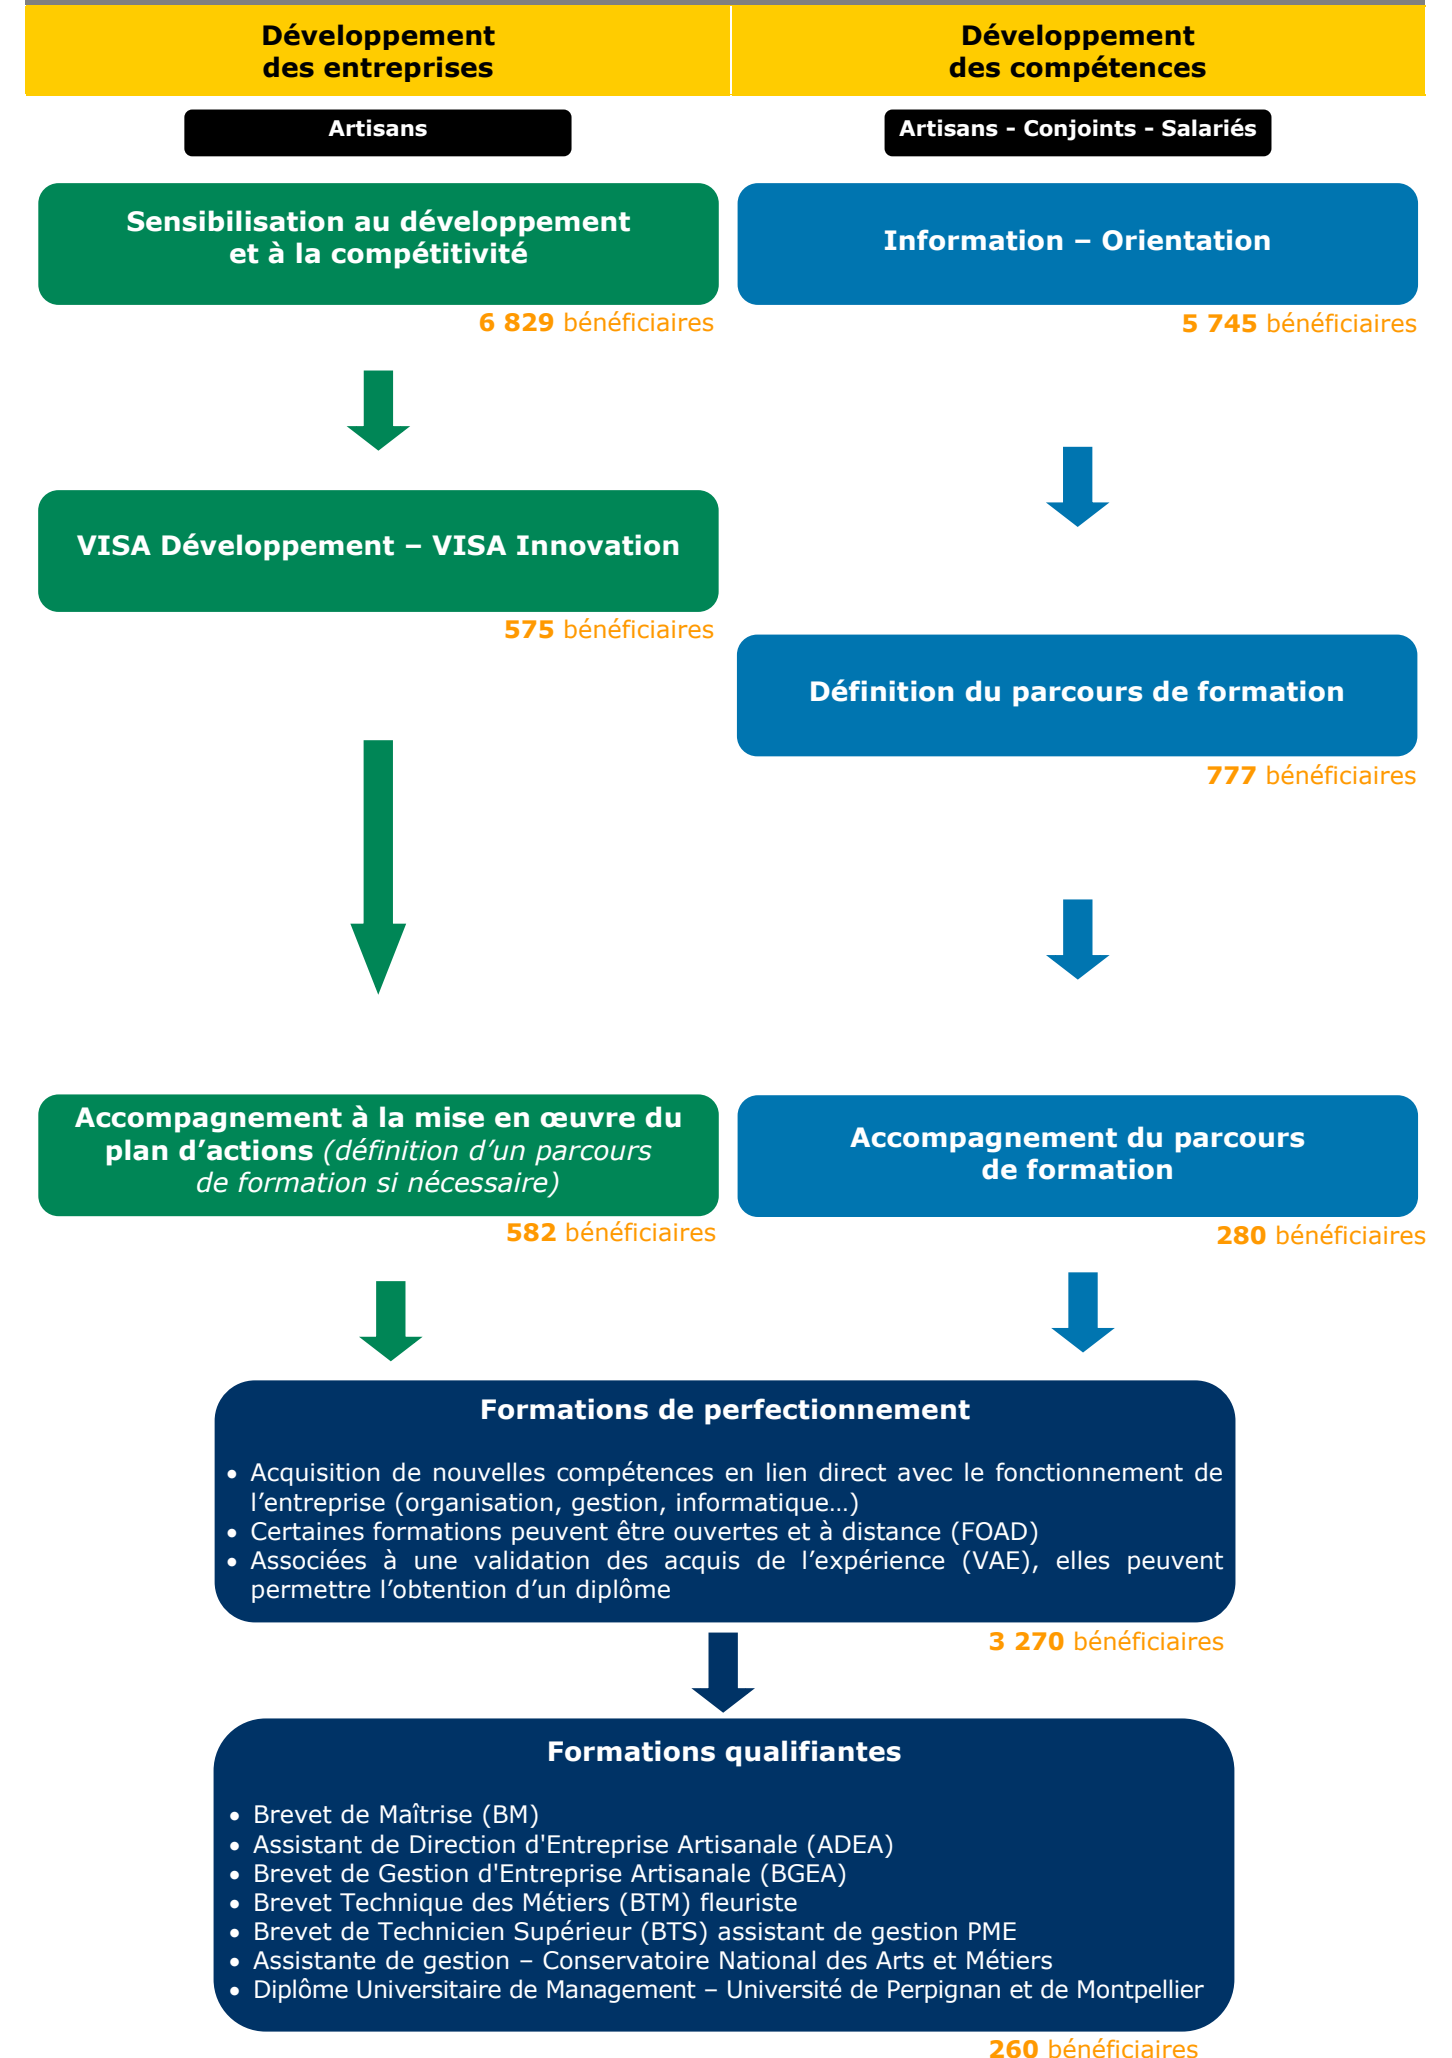 Développement
des entreprises
Développement
des compétences
Artisans
Artisans - Conjoints - Salariés
Sensibilisation au développement
et à la compétitivité
6 829 bénéficiaires
Information – Orientation
5 745 bénéficiaires
VISA Développement – VISA Innovation
575 bénéficiaires
Définition du parcours de formation
777 bénéficiaires
Accompagnement à la mise en œuvre du
plan d’actions (définition d’un parcours
de formation si nécessaire)
582 bénéficiaires
Accompagnement du parcours
de formation
280 bénéficiaires
Formations de perfectionnement
• Acquisition de nouvelles compétences en lien direct avec le fonctionnement de
l’entreprise (organisation, gestion, informatique…)
• Certaines formations peuvent être ouvertes et à distance (FOAD)
• Associées à une validation des acquis de l’expérience (VAE), elles peuvent
permettre l’obtention d’un diplôme
3 270 bénéficiaires
Formations qualifiantes
• Brevet de Maîtrise (BM)
• Assistant de Direction d'Entreprise Artisanale (ADEA)
• Brevet de Gestion d'Entreprise Artisanale (BGEA)
• Brevet Technique des Métiers (BTM) fleuriste
• Brevet de Technicien Supérieur (BTS) assistant de gestion PME
• Assistante de gestion – Conservatoire National des Arts et Métiers
• Diplôme Universitaire de Management – Université de Perpignan et de Montpellier
260 bénéficiaires